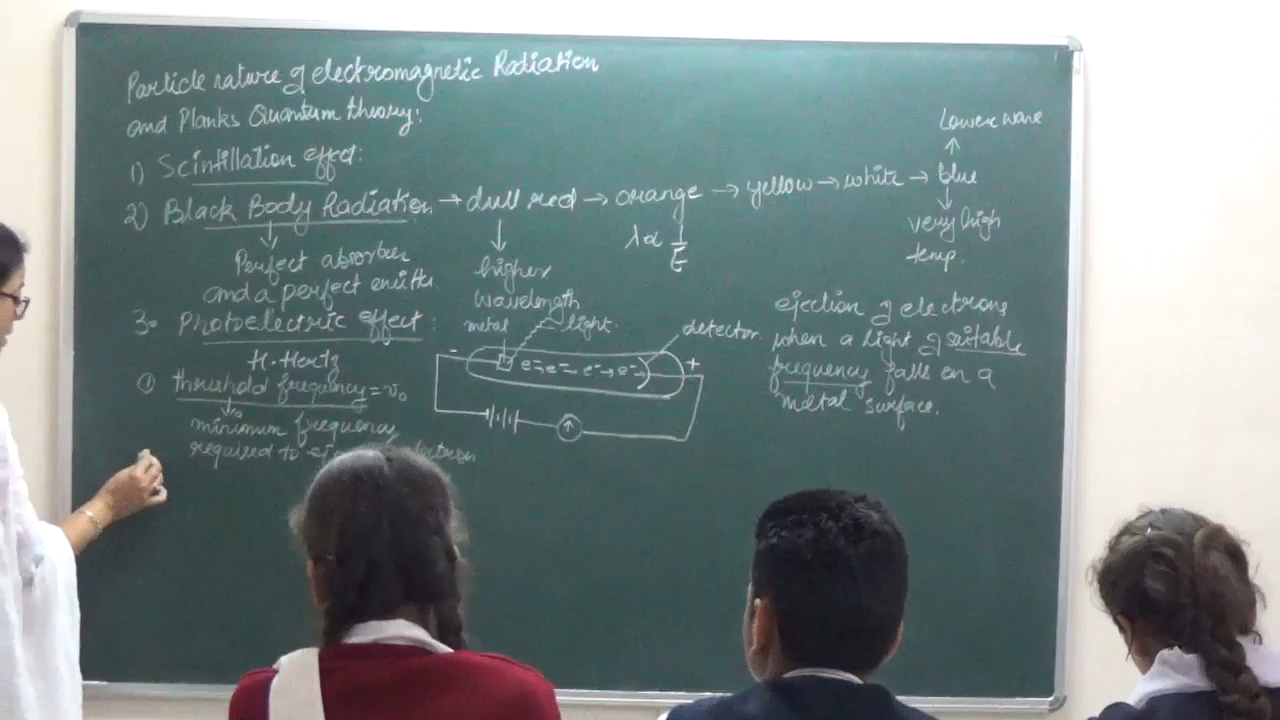 Particle nature of electromagnetic Radiation
and Planks Quantum theory:
1) Scintillation effect:
2) Black Body Radiation → dull red → orange → yellow → white → blue
↑
Lower wave
↓
very high
temp.
↓
Perfect absorber
and a perfect emitter.
↓
higher
wavelength
λ ∝ 1/E
3. Photoelectric effect:
H. Hertz
metal
light.
detector
- e- e- - e- → e- +
ejection of electrons
when a light of suitable
frequency falls on a
metal surface.
① threshold frequency = ν₀
↓
minimum frequency
required to